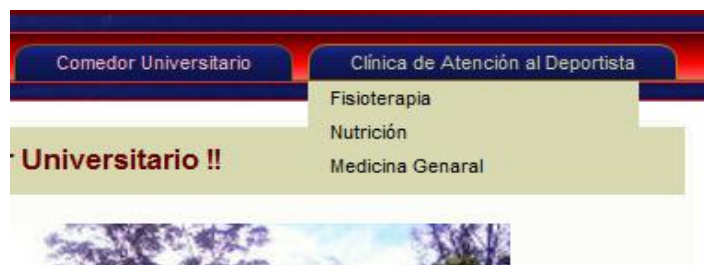 Comedor Universitario
Clínica de Atención al Deportista
Fisioterapia
Nutrición
Medicina Genaral
Universitario !!